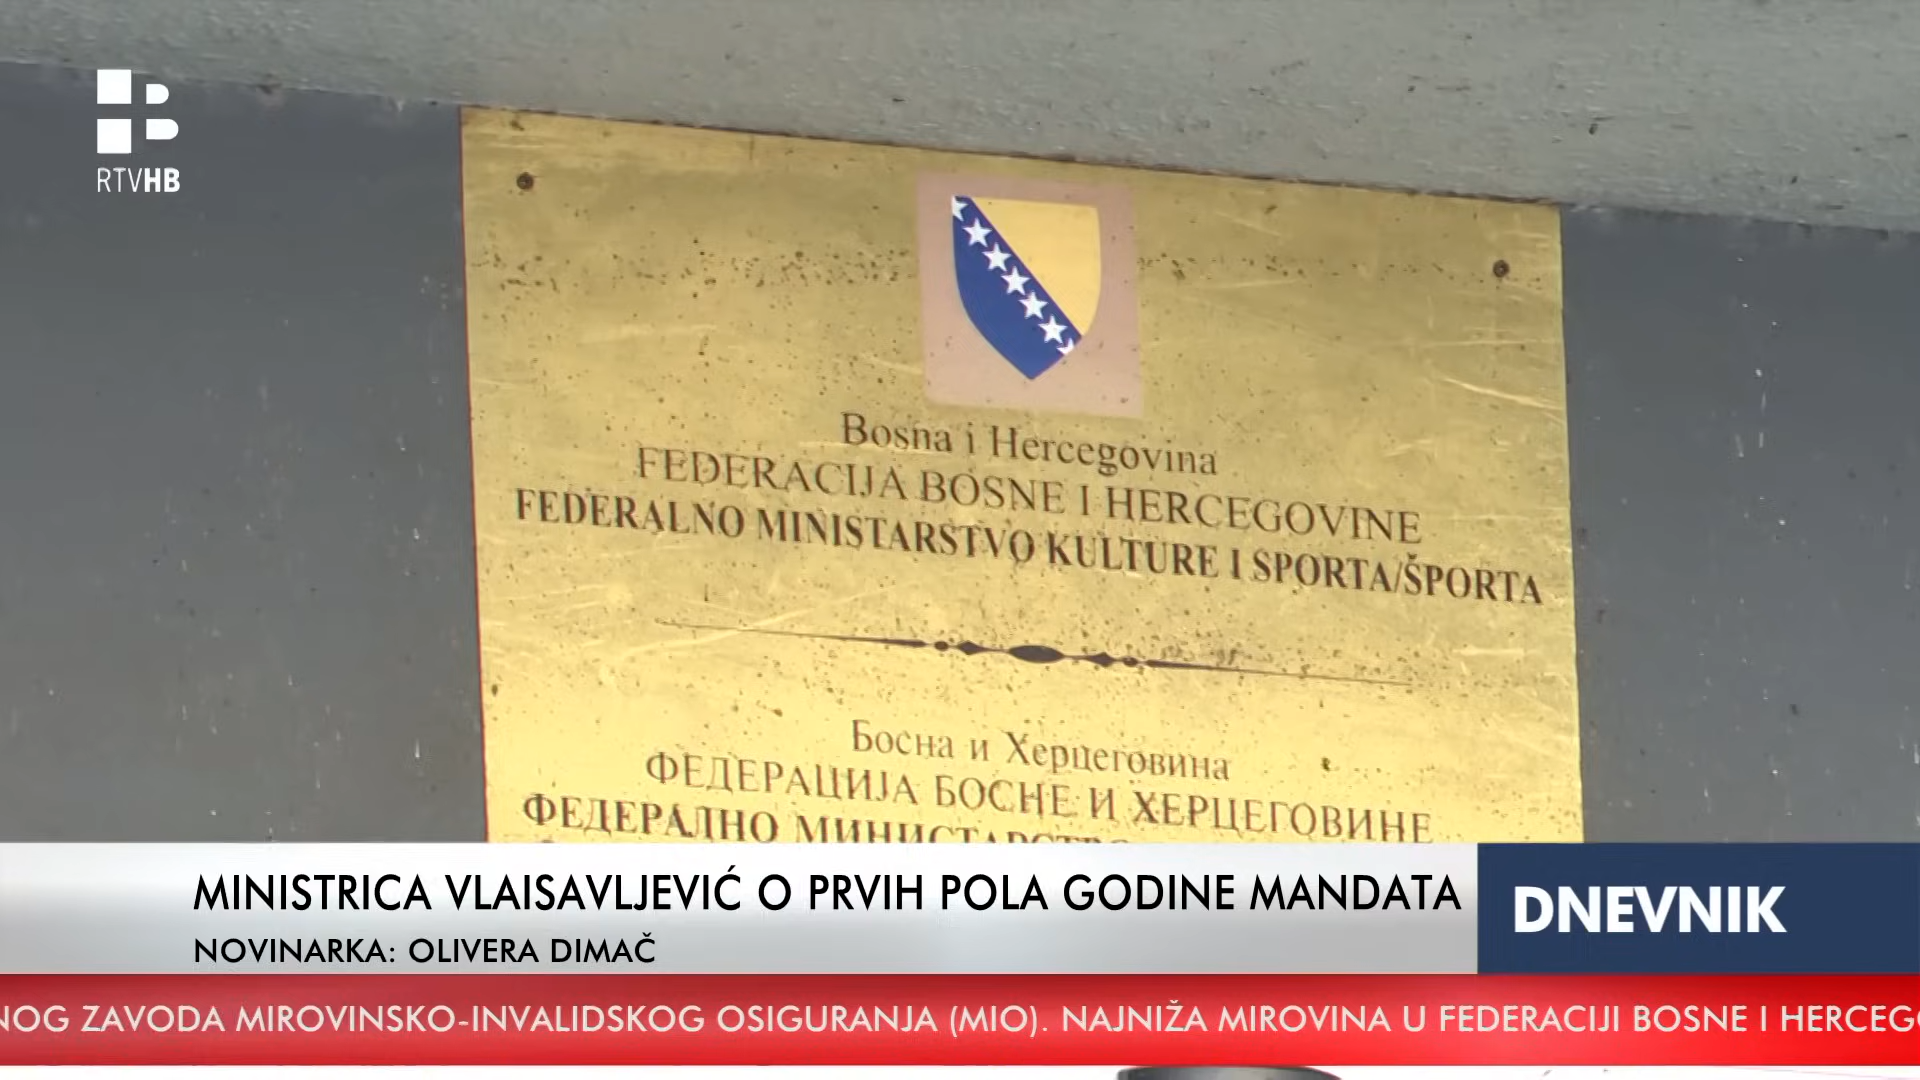 RTVHB
Bosna i Hercegovina
FEDERACIJA BOSNE I HERCEGOVINE
FEDERALNO MINISTARSTVO KULTURE I SPORTA/ŠPORTA
Босна и Херцеговина
ФЕДЕРАЦИЈА БОСНЕ И ХЕРЦЕГОВИНЕ
ФЕДЕРАЛНО
MINISTRICA VLAISAVLJEVIĆ O PRVIH POLA GODINE MANDATA
DNEVNIK
NOVINARKA: OLIVERA DIMAČ
NOG ZAVODA MIROVINSKO-INVALIDSKOG OSIGURANJA (MIO). NAJNIŽA MIROVINA U FEDERACIJI BOSNE I HERCEG